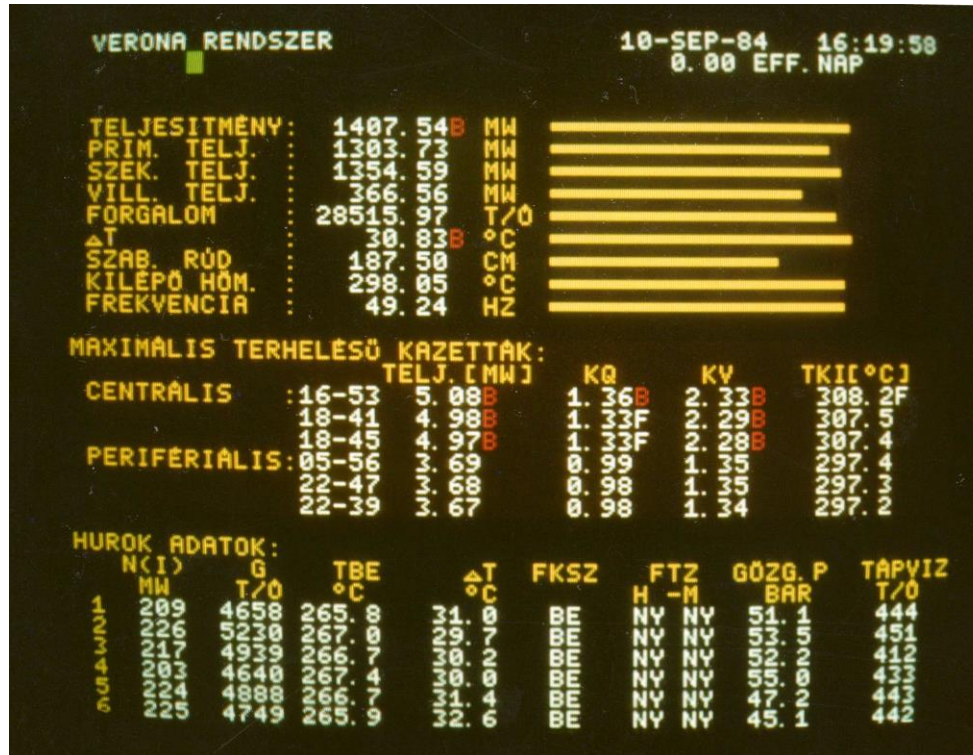 VERONA RENDSZER 10-SEP-84 16:19:58
0.00 EFF.NAP
TELJESITMÉNY: 1407.54B MW
PRIM. TELJ. : 1303.73 MW
SZEK. TELJ. : 1354.59 MW
VILL. TELJ. : 366.56 MW
FORGALOM : 28515.97 T/Ó
△T : 30.83B °C
SZAB. RÚD : 187.50 CM
KILÉPŐ HŐM. : 298.05 °C
FREKVENCIA : 49.24 HZ
MAXIMÁLIS TERHELÉSŰ KAZETTÁK:
TELJ.[MW] KQ KV TKI[°C]
CENTRÁLIS :16-53 5.08B 1.36B 2.33B 308.2F
18-41 4.98B 1.33F 2.29B 307.5
18-45 4.97B 1.33F 2.28B 307.4
PERIFÉRIÁLIS:05-56 3.69 0.99 1.35 297.4
22-47 3.68 0.98 1.35 297.3
22-39 3.67 0.98 1.34 297.2
HUROK ADATOK:
N(I) G TBE △T FKSZ FTZ GŐZG.P TÁPVIZ
MW T/Ó °C °C H -M BAR T/Ó
1 209 4658 265.8 31.0 BE NY NY 51.1 444
2 226 5230 267.0 29.7 BE NY NY 53.5 451
3 217 4939 266.7 30.2 BE NY NY 52.2 412
4 203 4640 267.4 30.0 BE NY NY 55.0 433
5 224 4888 266.7 31.4 BE NY NY 47.2 443
6 225 4749 265.9 32.6 BE NY NY 45.1 442